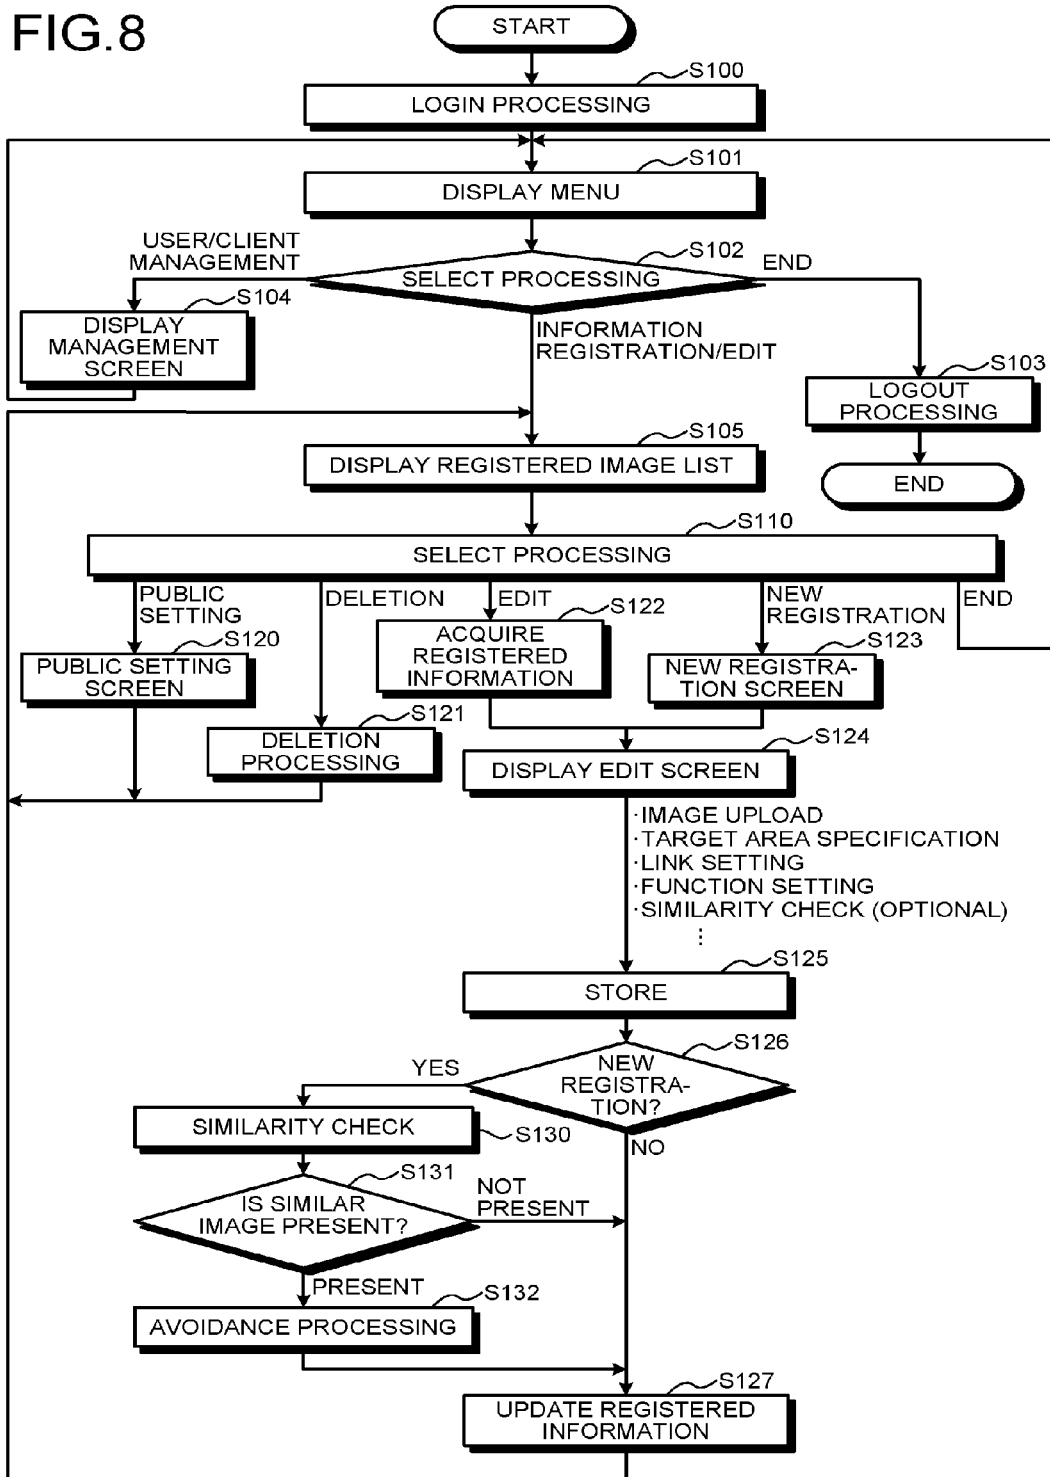 FIG.8
START
S100
LOGIN PROCESSING
S101
DISPLAY MENU
USER/CLIENT
MANAGEMENT
S102
SELECT PROCESSING
END
S104
DISPLAY
MANAGEMENT
SCREEN
INFORMATION
REGISTRATION/EDIT
S103
LOGOUT
PROCESSING
END
S105
DISPLAY REGISTERED IMAGE LIST
S110
SELECT PROCESSING
PUBLIC
SETTING
DELETION
EDIT
NEW
REGISTRATION
END
S120
PUBLIC SETTING
SCREEN
S122
ACQUIRE
REGISTERED
INFORMATION
S123
NEW REGISTRA-
TION SCREEN
S121
DELETION
PROCESSING
S124
DISPLAY EDIT SCREEN
·IMAGE UPLOAD
·TARGET AREA SPECIFICATION
·LINK SETTING
·FUNCTION SETTING
·SIMILARITY CHECK (OPTIONAL)
⋮
S125
STORE
S126
NEW
REGISTRA-
TION?
YES
NO
SIMILARITY CHECK
S130
S131
IS SIMILAR
IMAGE PRESENT?
NOT
PRESENT
PRESENT
S132
AVOIDANCE PROCESSING
S127
UPDATE REGISTERED
INFORMATION